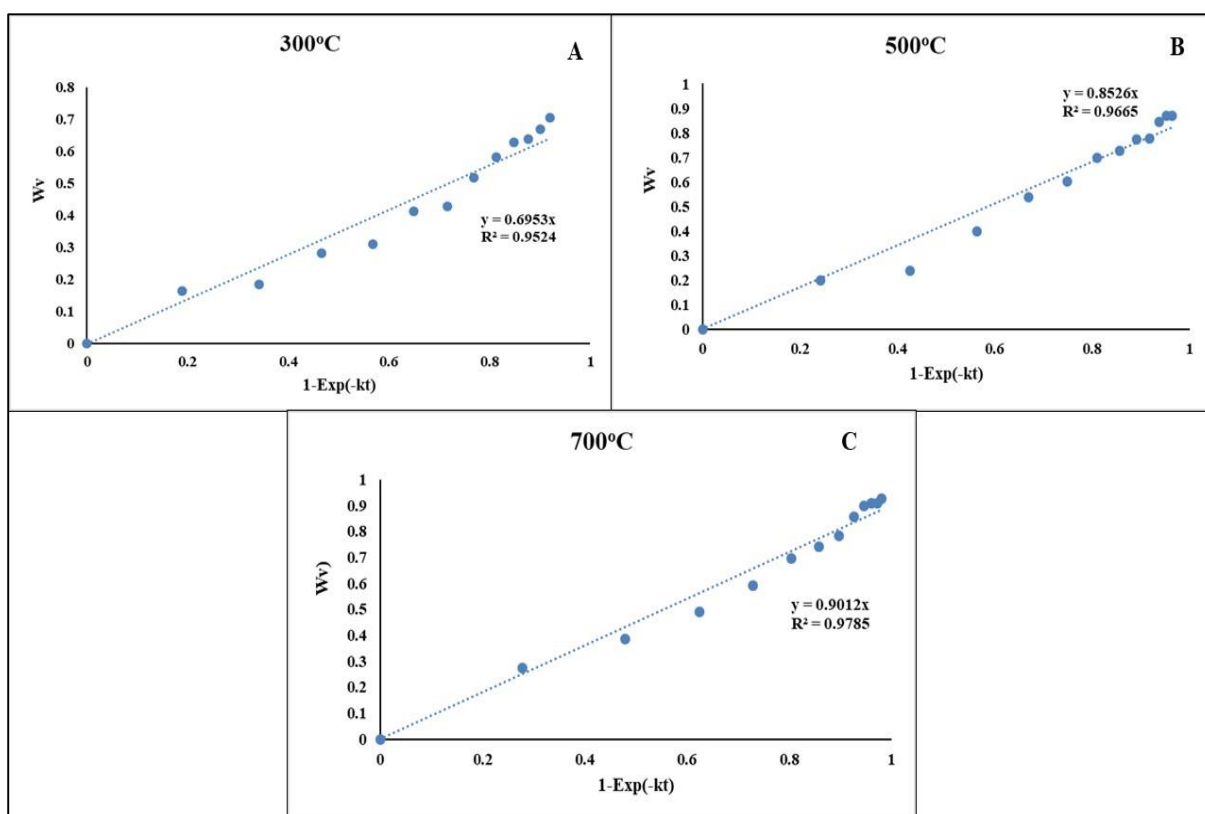 300°C
A
0.8
0.7
0.6
0.5
0.4
0.3
0.2
0.1
0
Wv
y = 0.6953x
R² = 0.9524
0 0.2 0.4 0.6 0.8 1
1-Exp(-kt)
500°C
B
1
0.9
0.8
0.7
0.6
0.5
0.4
0.3
0.2
0.1
0
Wv
y = 0.8526x
R² = 0.9665
0 0.2 0.4 0.6 0.8 1
1-Exp(-kt)
700°C
C
1
0.9
0.8
0.7
0.6
0.5
0.4
0.3
0.2
0.1
0
Wv)
y = 0.9012x
R² = 0.9785
0 0.2 0.4 0.6 0.8 1
1-Exp(-kt)